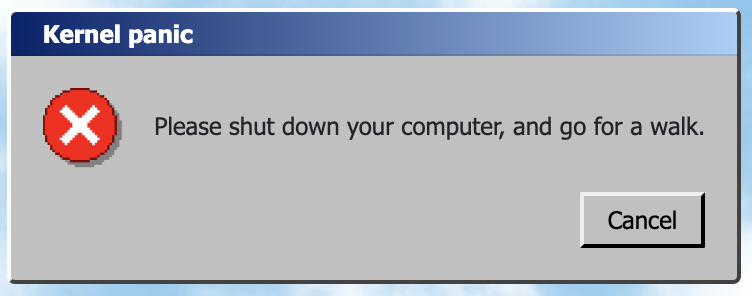 Kernel panic
Please shut down your computer, and go for a walk.
Cancel